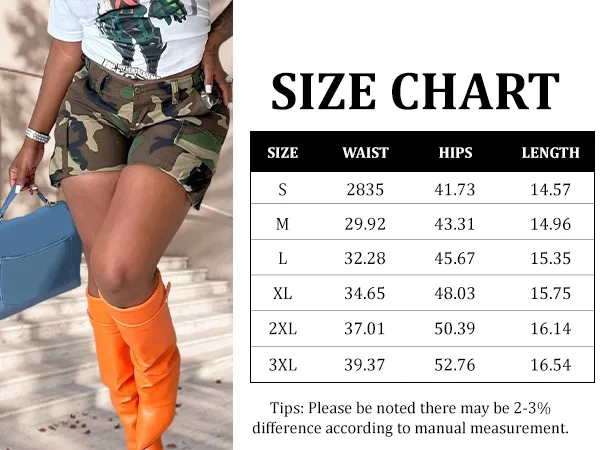 SIZE CHART
SIZE WAIST HIPS LENGTH
S 2835 41.73 14.57
M 29.92 43.31 14.96
L 32.28 45.67 15.35
XL 34.65 48.03 15.75
2XL 37.01 50.39 16.14
3XL 39.37 52.76 16.54
Tips: Please be noted there may be 2-3%
difference according to manual measurement.